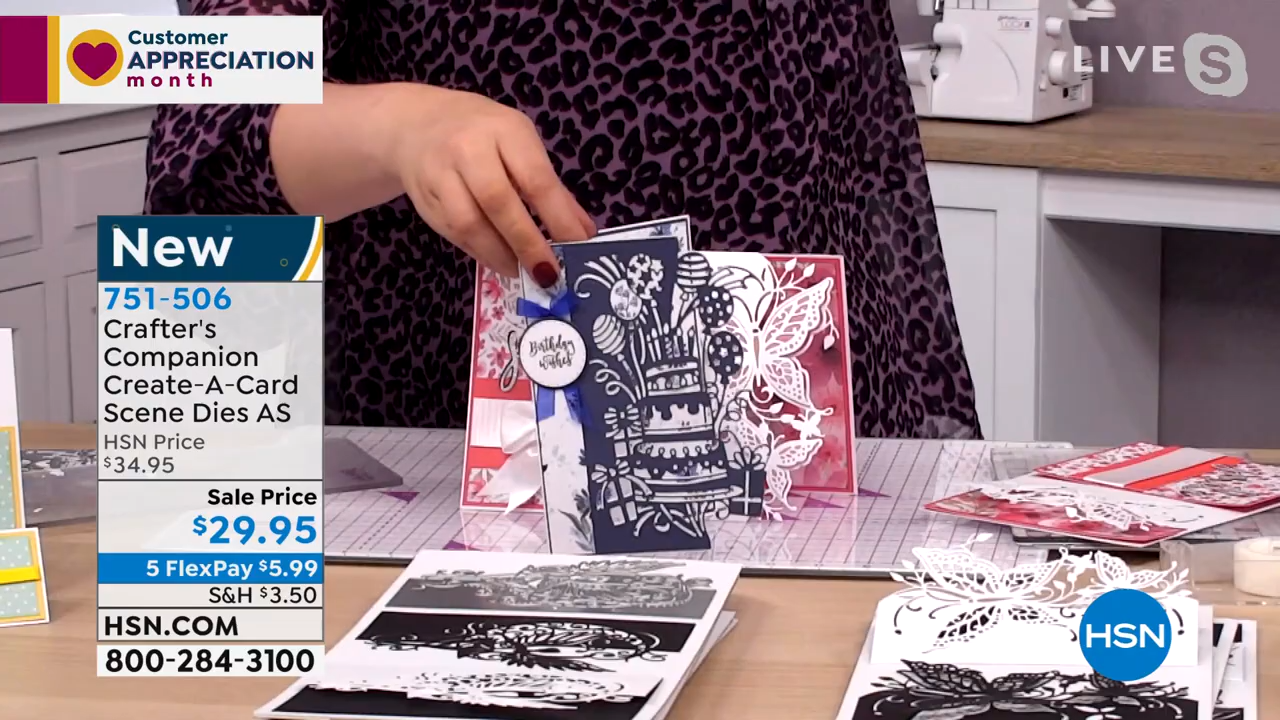 Customer
APPRECIATION
month
LIVE S
New
751-506
Crafter's
Companion
Create-A-Card
Scene Dies AS
HSN Price
$34.95
Sale Price
$29.95
5 FlexPay $5.99
S&H $3.50
HSN.COM
800-284-3100
Birthday
wishes
HSN